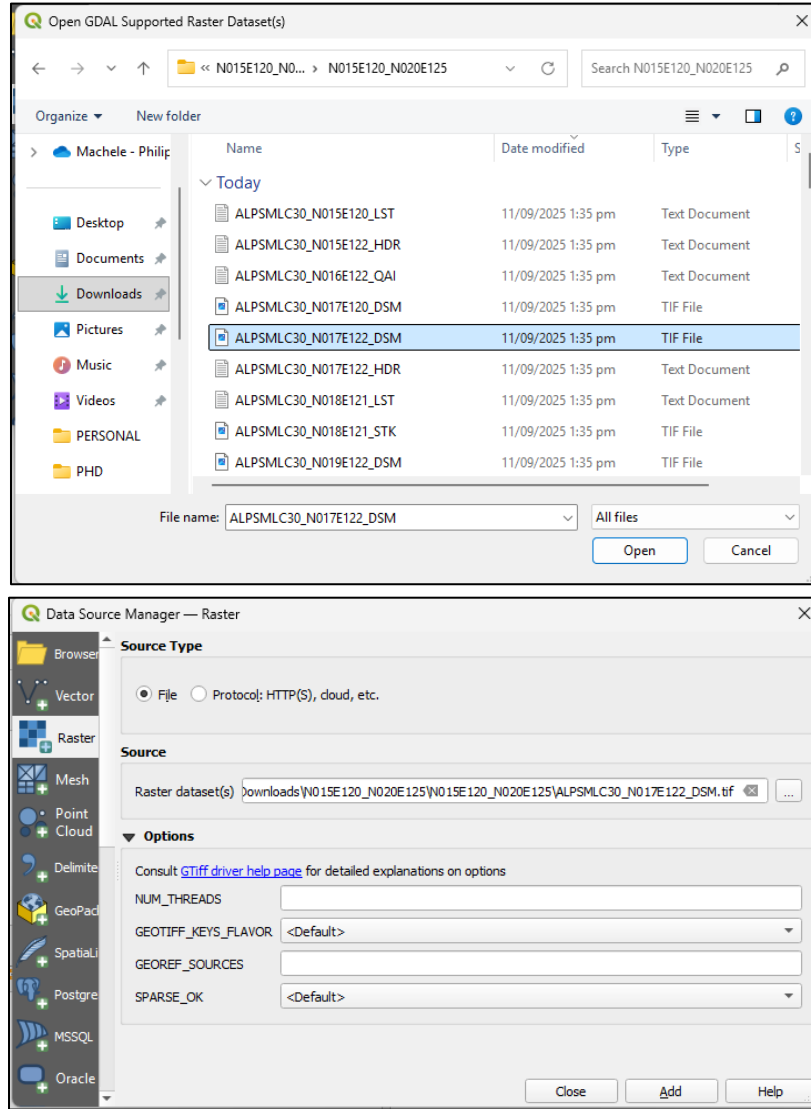 Open GDAL Supported Raster Dataset(s)
« N015E120_N0... › N015E120_N020E125
Search N015E120_N020E125
Organize
New folder
Machele - Philip
Name
Date modified
Type
S
Today
ALPSMLC30_N015E120_LST 11/09/2025 1:35 pm Text Document
Desktop
ALPSMLC30_N015E122_HDR 11/09/2025 1:35 pm Text Document
Documents
ALPSMLC30_N016E122_QAI 11/09/2025 1:35 pm Text Document
Downloads
ALPSMLC30_N017E120_DSM 11/09/2025 1:35 pm TIF File
Pictures
ALPSMLC30_N017E122_DSM 11/09/2025 1:35 pm TIF File
Music
ALPSMLC30_N017E122_HDR 11/09/2025 1:35 pm Text Document
Videos
ALPSMLC30_N018E121_LST 11/09/2025 1:35 pm Text Document
PERSONAL
ALPSMLC30_N018E121_STK 11/09/2025 1:35 pm TIF File
PHD
ALPSMLC30_N019E122_DSM 11/09/2025 1:35 pm TIF File
File name: ALPSMLC30_N017E122_DSM
All files
Open
Cancel
Data Source Manager — Raster
Browser
Vector
Raster
Mesh
Point
Cloud
Delimite
GeoPac
SpatiaLi
Postgre
MSSQL
Oracle
Source Type
File
Protocol: HTTP(S), cloud, etc.
Source
Raster dataset(s) Downloads\N015E120_N020E125\N015E120_N020E125\ALPSMLC30_N017E122_DSM.tif
...
Options
Consult GTiff driver help page for detailed explanations on options
NUM_THREADS
GEOTIFF_KEYS_FLAVOR <Default>
GEOREF_SOURCES
SPARSE_OK <Default>
Close
Add
Help